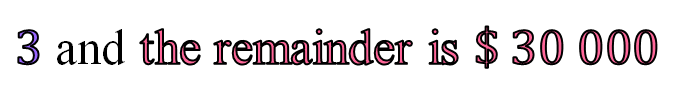 3 and the remainder is $ 30 000